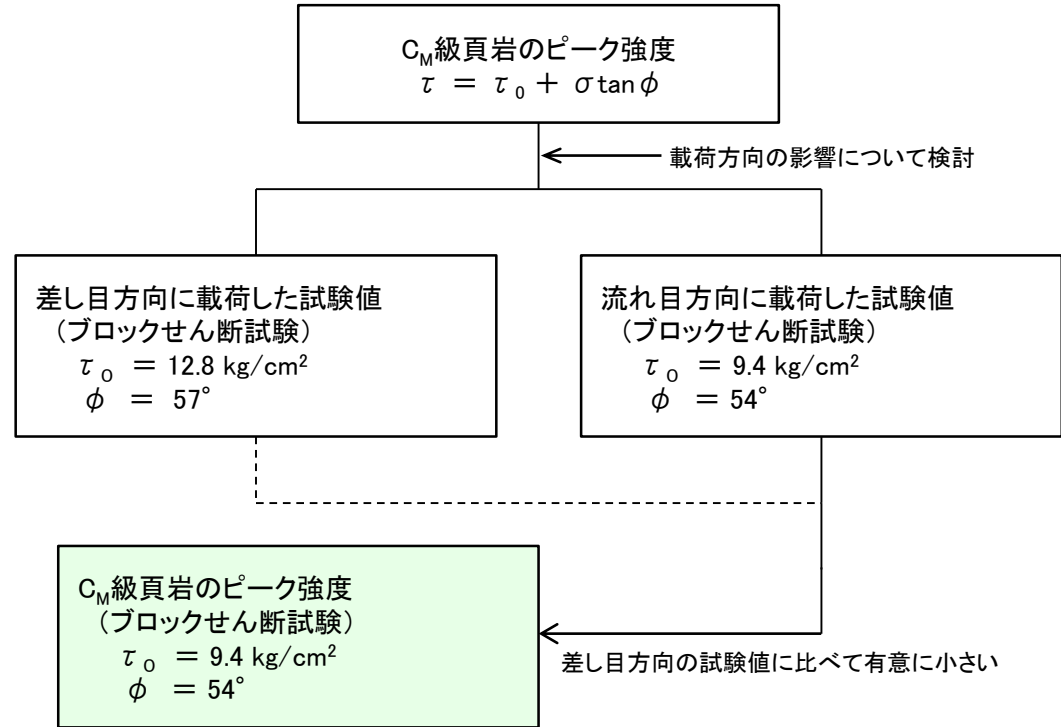 CM級頁岩のピーク強度
τ = τ0 + σtanφ
載荷方向の影響について検討
差し目方向に載荷した試験値
(ブロックせん断試験)
τ0 = 12.8 kg/cm²
φ = 57°
流れ目方向に載荷した試験値
(ブロックせん断試験)
τ0 = 9.4 kg/cm²
φ = 54°
CM級頁岩のピーク強度
(ブロックせん断試験)
τ0 = 9.4 kg/cm²
φ = 54°
差し目方向の試験値に比べて有意に小さい